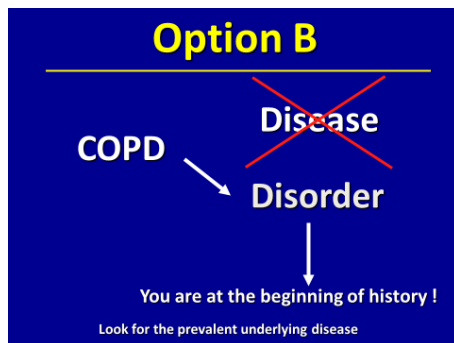 Option B
Disease
COPD
Disorder
You are at the beginning of history !
Look for the prevalent underlying disease